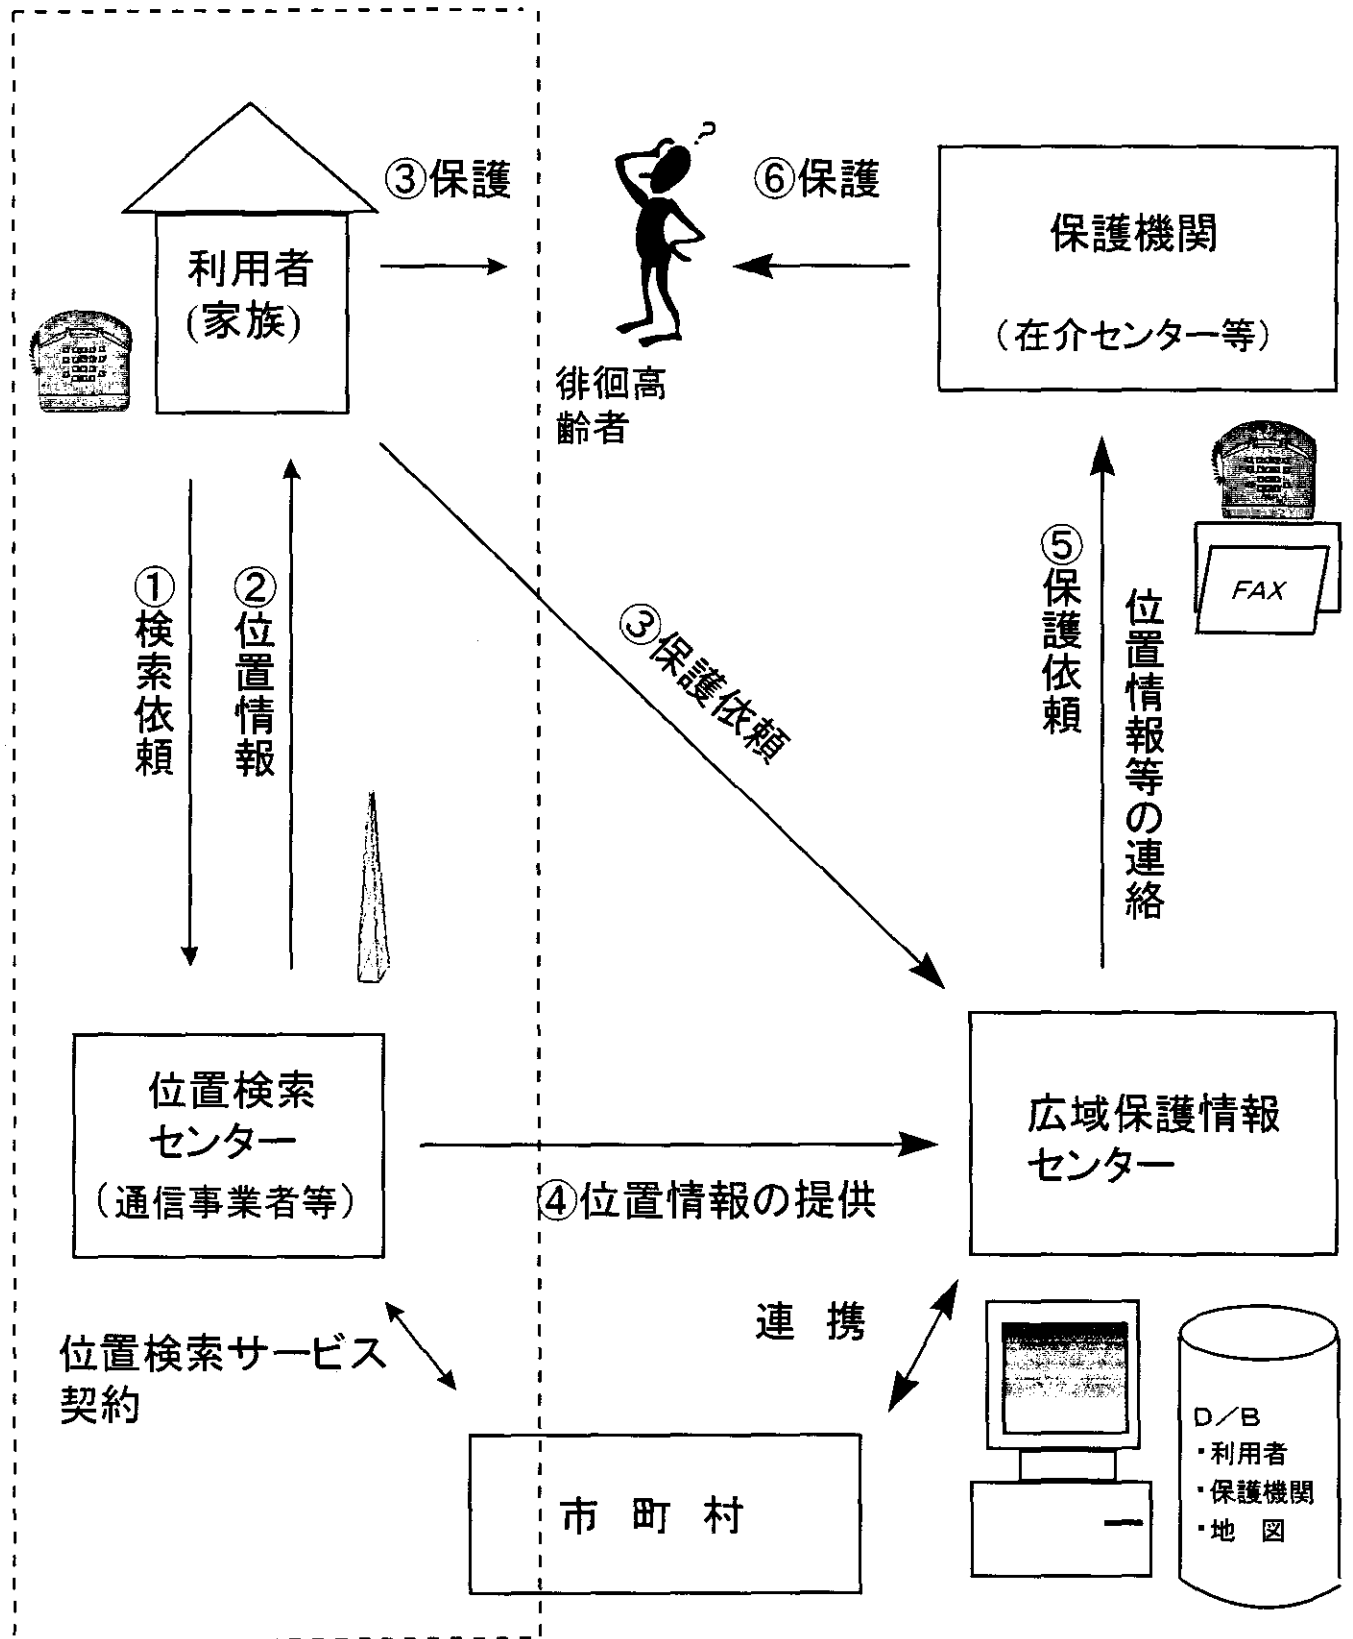 ③保護
⑥保護
利用者
(家族)
保護機関
（在介センター等）
徘徊高
齢者
①検索依頼
②位置情報
③保護依頼
⑤保護依頼
位置情報等の連絡
FAX
位置検索
センター
（通信事業者等）
広域保護情報
センター
④位置情報の提供
連　携
位置検索サービス
契約
市　町　村
D／B
・利用者
・保護機関
・地　図